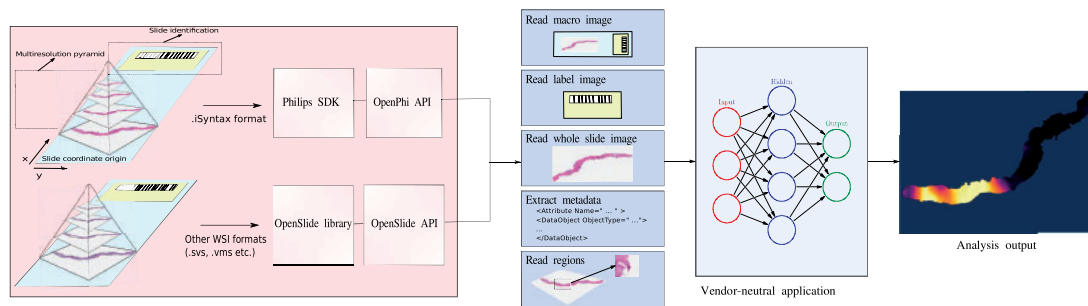 Slide identification
Multiresolution pyramid
Philips SDK
OpenPhi API
.iSyntax format
Slide coordinate origin
x
y
OpenSlide library
OpenSlide API
Other WSI formats
(.svs, .vms etc.)
Read macro image
Read label image
Read whole slide image
Extract metadata
<Attribute Name=" ... " >
<DataObject ObjectType=" ...">
...
</DataObject>
Read regions
Hidden
Input
Output
Vendor-neutral application
Analysis output